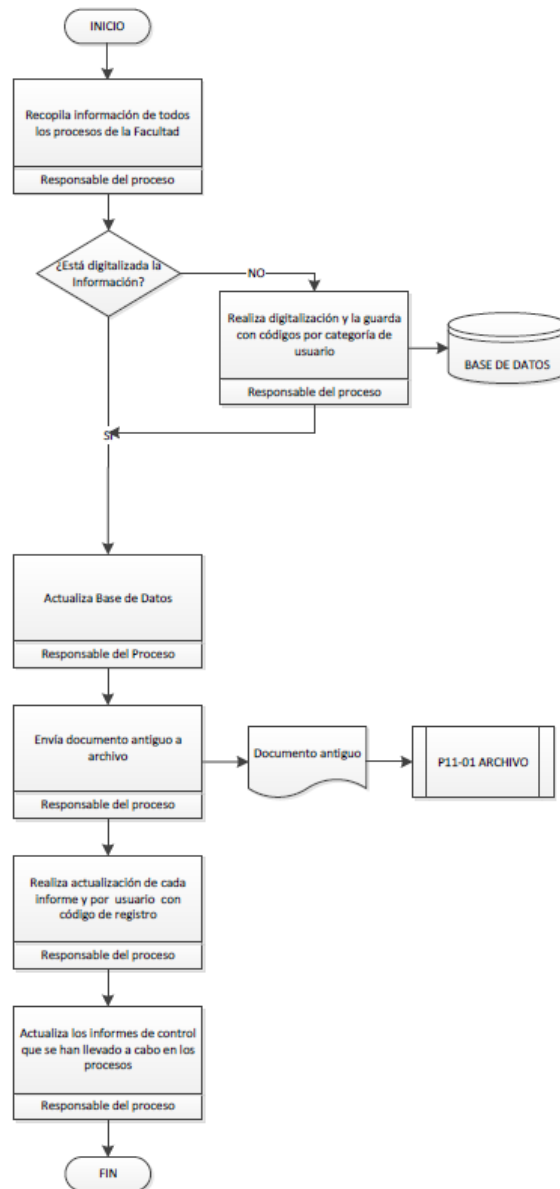 INICIO
Recopila información de todos
los procesos de la Facultad
Responsable del proceso
¿Está digitalizada la
Información?
NO
Realiza digitalización y la guarda
con códigos por categoría de
usuario
Responsable del proceso
BASE DE DATOS
SI
Actualiza Base de Datos
Responsable del Proceso
Envía documento antiguo a
archivo
Responsable del proceso
Documento antiguo
P11-01 ARCHIVO
Realiza actualización de cada
informe y por usuario con
código de registro
Responsable del proceso
Actualiza los informes de control
que se han llevado a cabo en los
procesos
Responsable del proceso
FIN